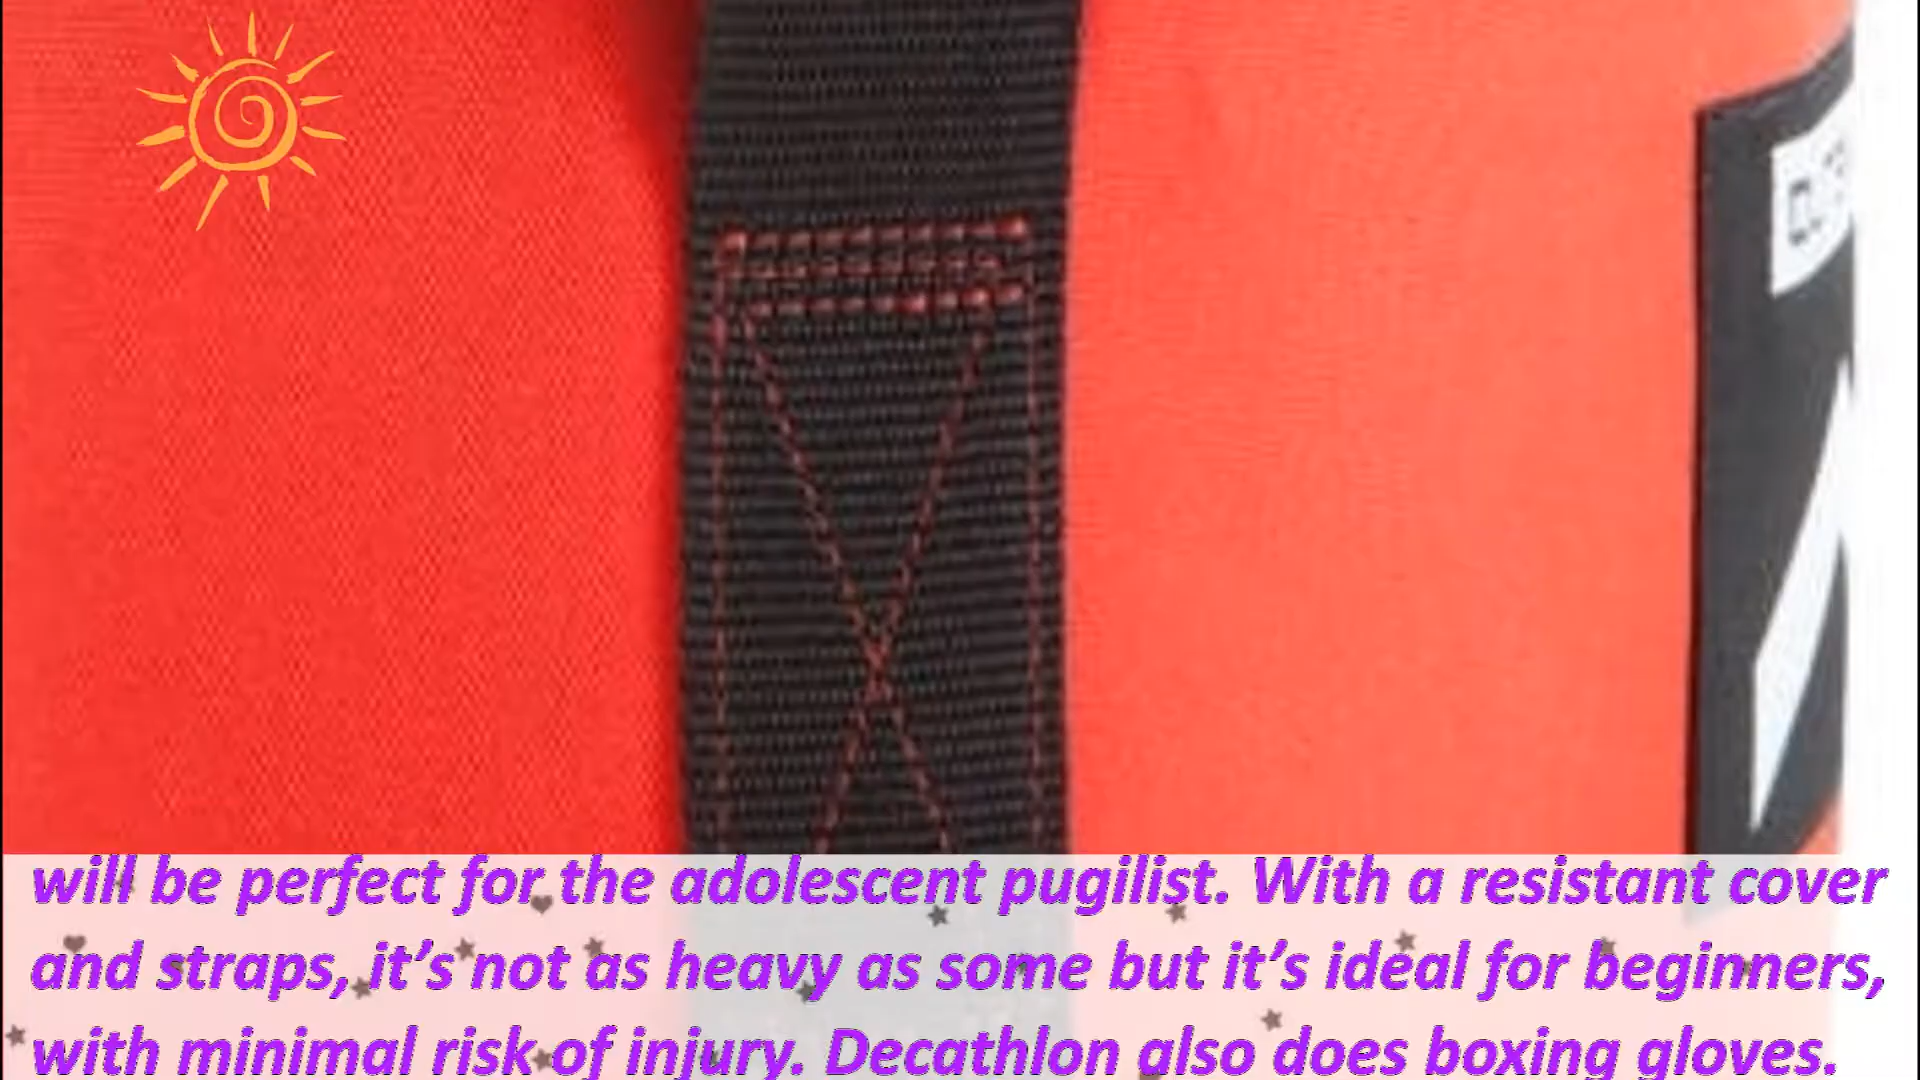 will be perfect for the adolescent pugilist. With a resistant cover
and straps, it’s not as heavy as some but it’s ideal for beginners,
with minimal risk of injury. Decathlon also does boxing gloves.